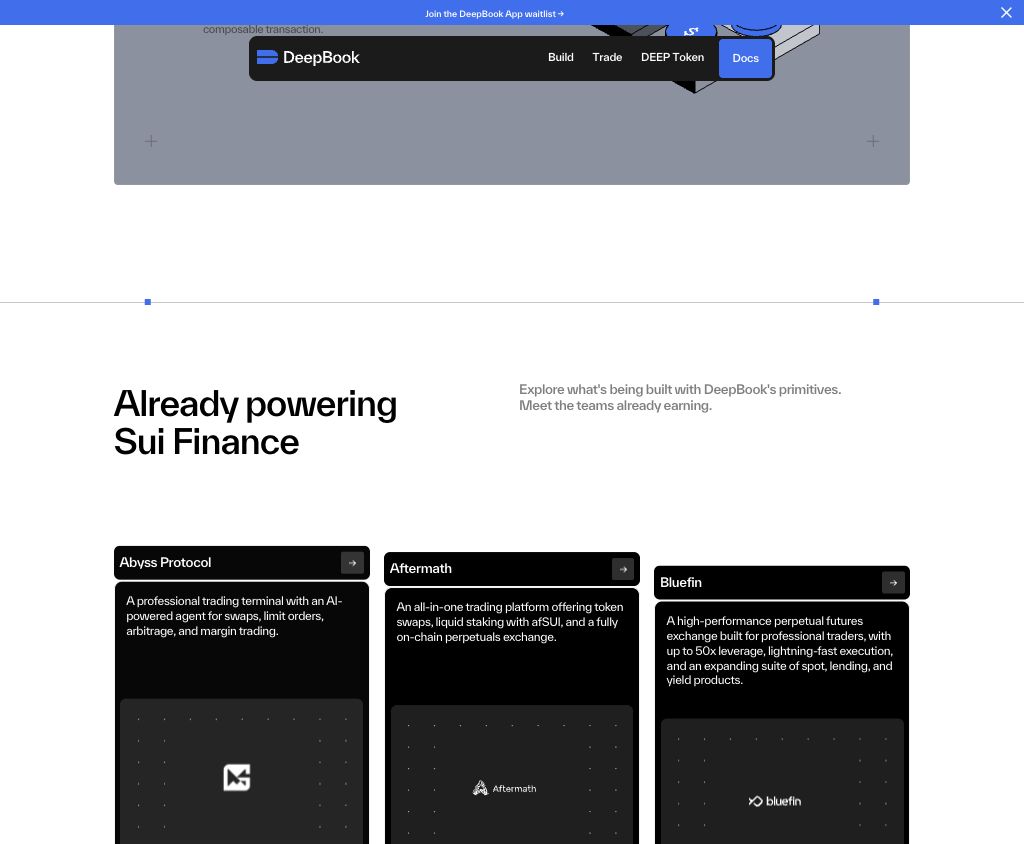 Join the DeepBook App waitlist →
composable transaction.
DeepBook
Build
Trade
DEEP Token
Docs
Already powering
Sui Finance
Explore what's being built with DeepBook's primitives.
Meet the teams already earning.
Abyss Protocol
A professional trading terminal with an AI-
powered agent for swaps, limit orders,
arbitrage, and margin trading.
Aftermath
An all-in-one trading platform offering token
swaps, liquid staking with afSUI, and a fully
on-chain perpetuals exchange.
Aftermath
Bluefin
A high-performance perpetual futures
exchange built for professional traders, with
up to 50x leverage, lightning-fast execution,
and an expanding suite of spot, lending, and
yield products.
bluefin